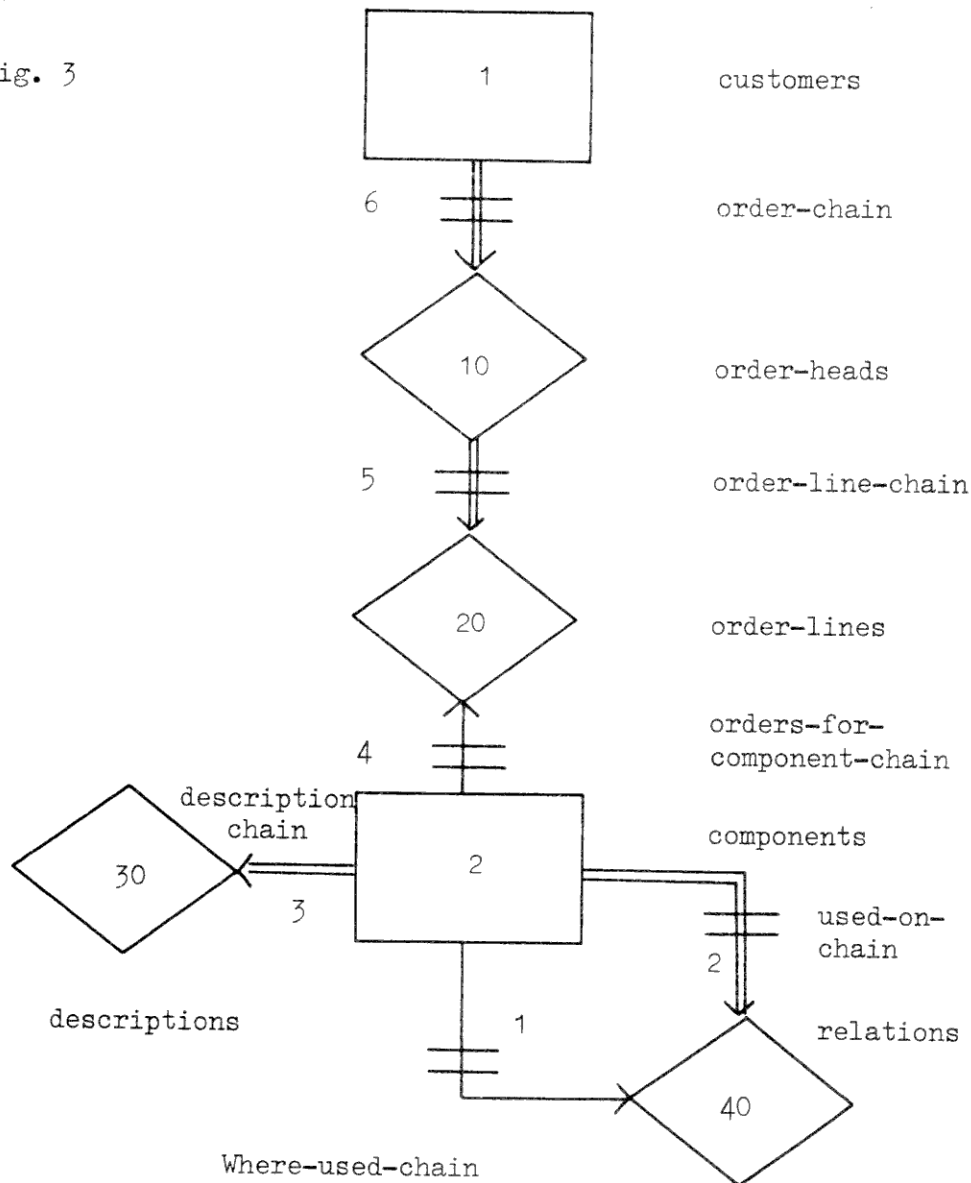 ig. 3
1
customers
6
order-chain
10
order-heads
5
order-line-chain
20
order-lines
4
orders-for-
component-chain
description
chain
components
30
3
2
used-on-
chain
2
descriptions
1
relations
40
Where-used-chain